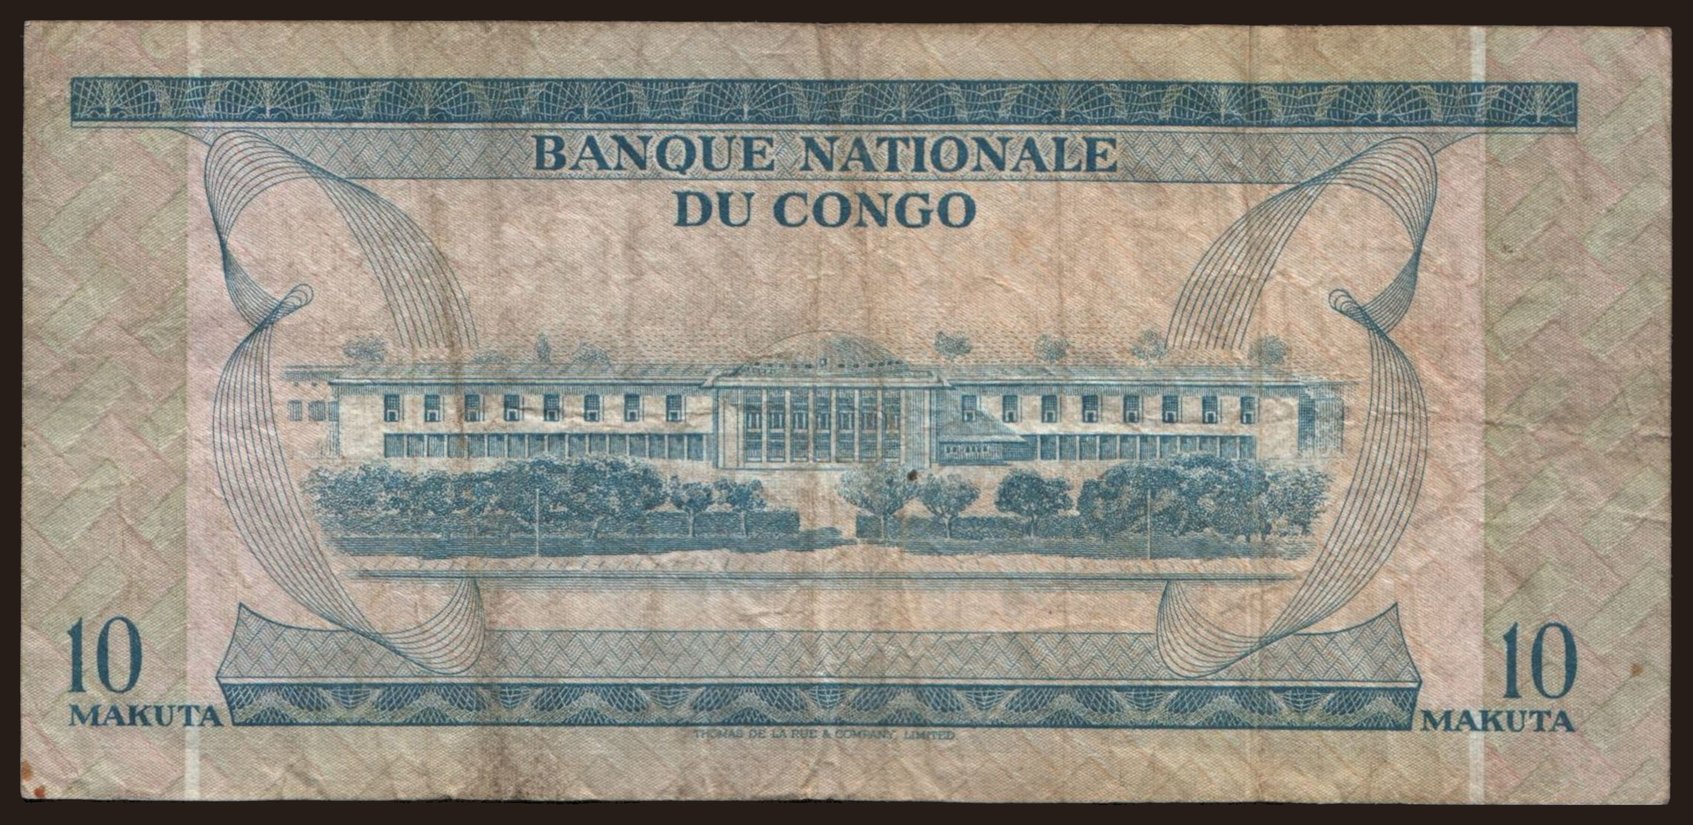 BANQUE NATIONALE
DU CONGO
10
MAKUTA
10
MAKUTA
THOMAS DE LA RUE & COMPANY, LIMITED.